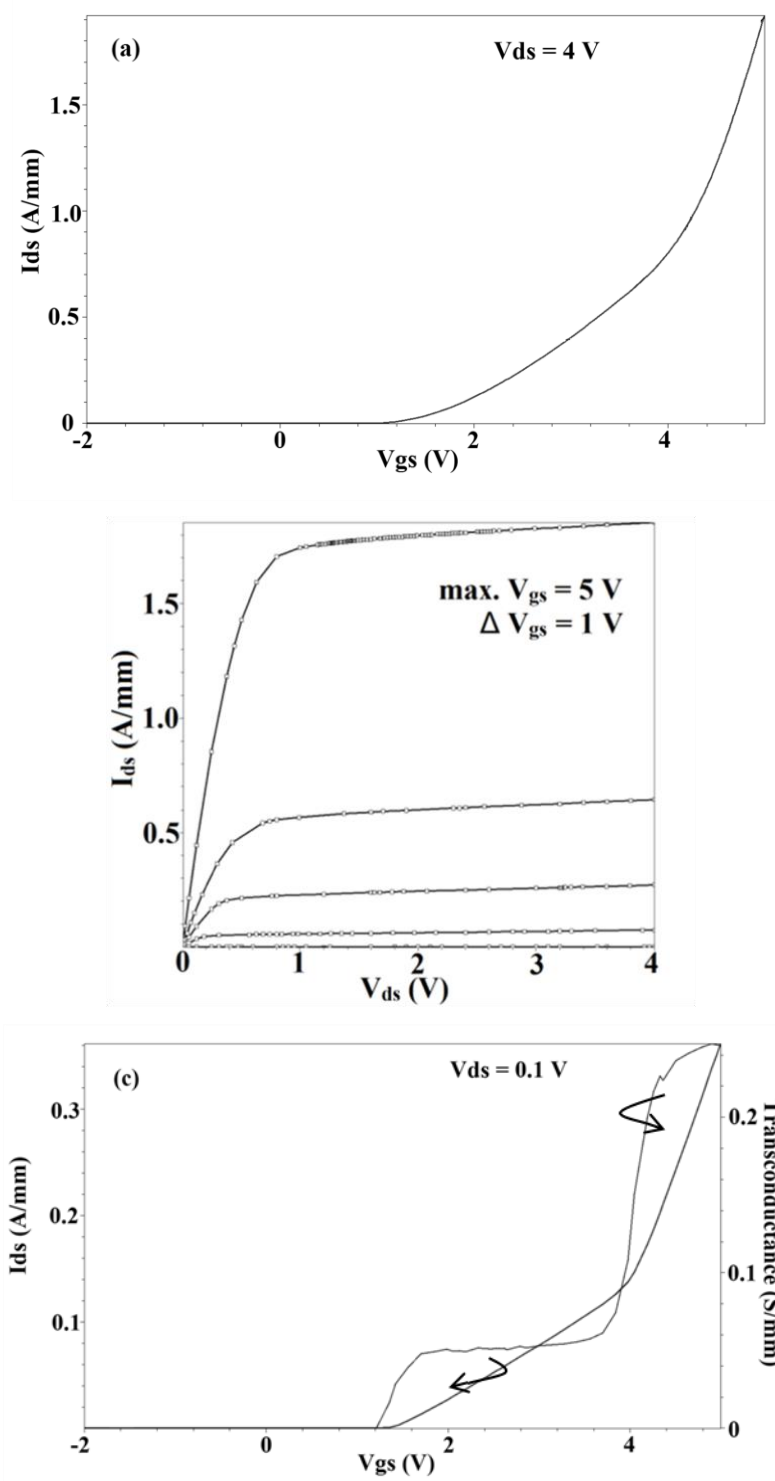 (a)
Vds = 4 V
Ids (A/mm)
1.5
1.0
0.5
0
-2
0
2
4
Vgs (V)
max. Vgs = 5 V
Δ Vgs = 1 V
Ids (A/mm)
1.5
1.0
0.5
0
1
2
3
4
Vds (V)
(c)
Vds = 0.1 V
Ids (A/mm)
0.3
0.2
0.1
0.2
0.1
0
Transconductance (S/mm)
-2
0
2
4
Vgs (V)